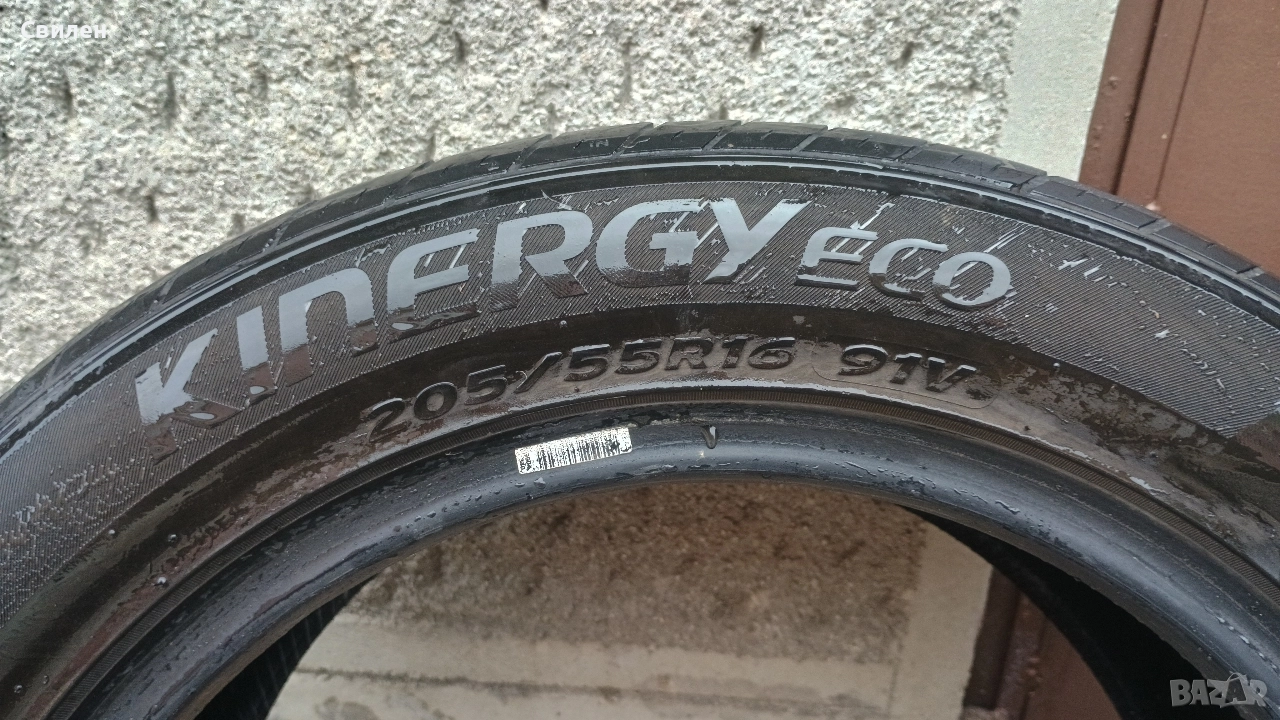 Свилен
KINERGY ECO
205/55R16 91V
BAZAR